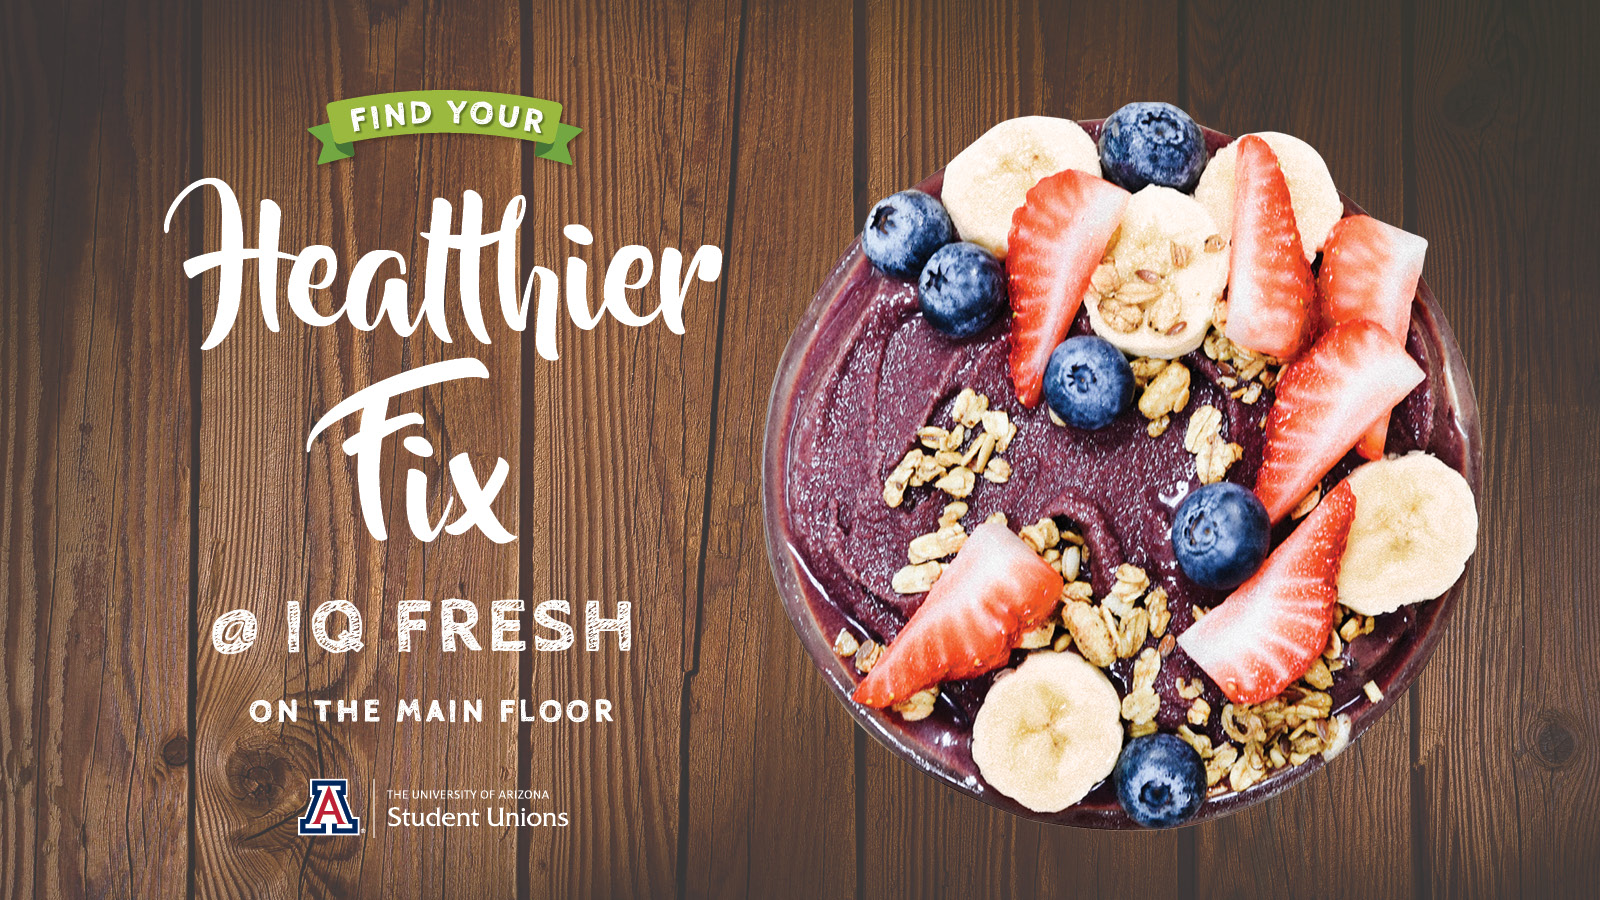 FIND YOUR
Healthier
Fix
@ IQ FRESH
ON THE MAIN FLOOR
A
THE UNIVERSITY OF ARIZONA
Student Unions